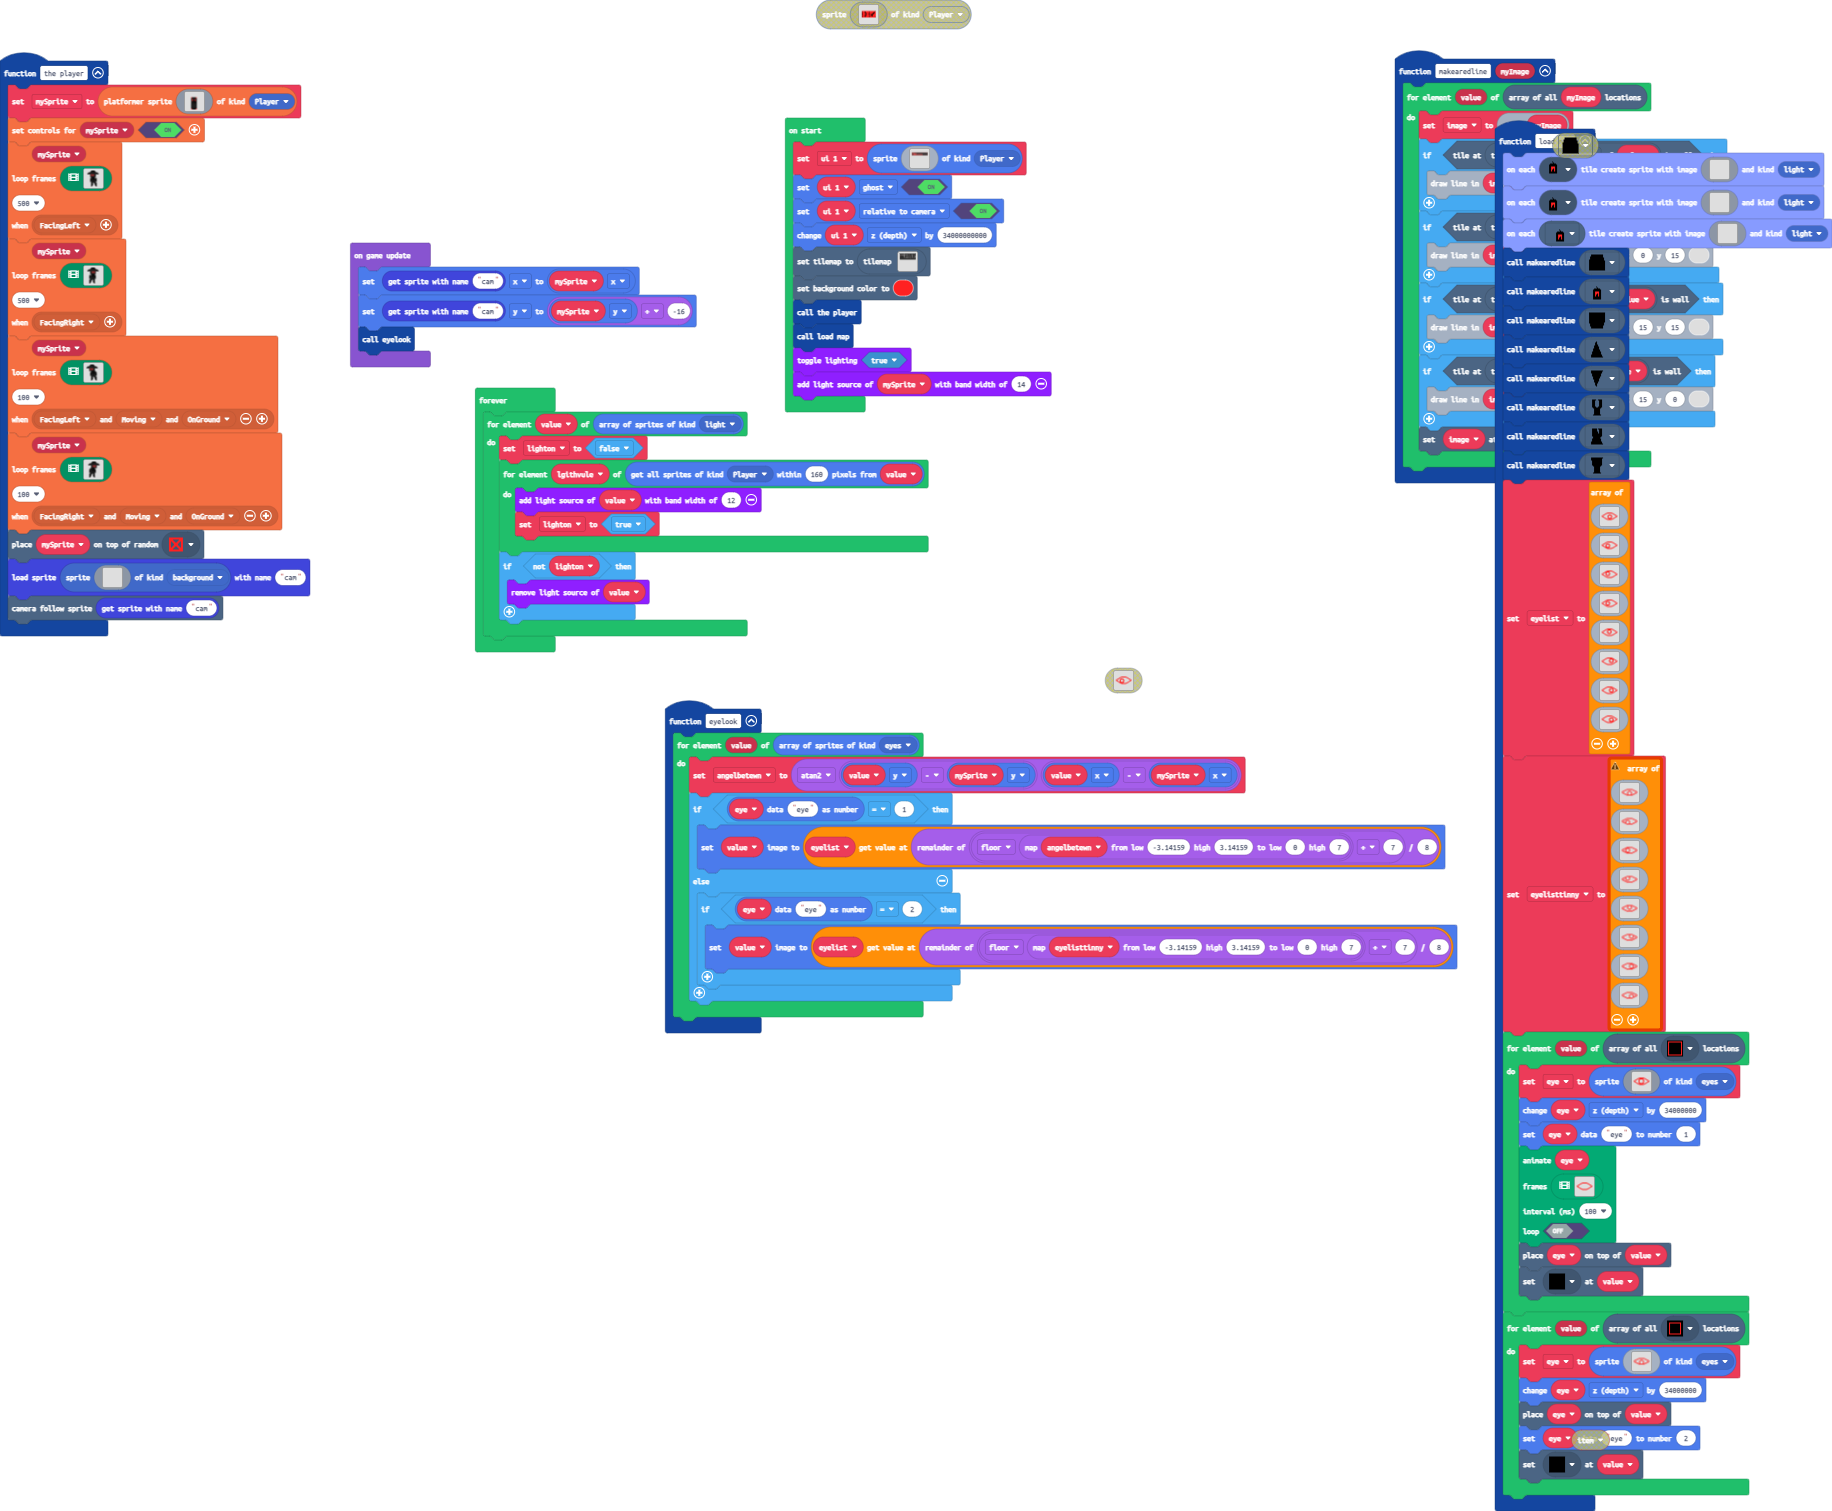 sprite of kind Player
function the player
set mySprite to platformer sprite of kind Player
set controls for mySprite ON
mySprite
loop frames
500
when FacingLeft
mySprite
loop frames
500
when FacingRight
mySprite
loop frames
100
when FacingLeft and Moving and OnGround
mySprite
loop frames
100
when FacingRight and Moving and OnGround
place mySprite on top of random
load sprite sprite of kind background with name "cam"
camera follow sprite get sprite with name "cam"
on game update
set get sprite with name "cam" x to mySprite x
set get sprite with name "cam" y to mySprite y + -16
call eyelook
forever
for element value of array of sprites of kind light
do
set lighton to false
for element lgithvule of get all sprites of kind Player within 160 pixels from value
do
add light source of value with band width of 12
set lighton to true
if not lighton then
remove light source of value
on start
set ui 1 to sprite of kind Player
set ui 1 ghost ON
set ui 1 relative to camera ON
change ui 1 z (depth) by 34000000000
set tilemap to tilemap
set background color to
call the player
call load map
toggle lighting true
add light source of mySprite with band width of 14
function eyelook
for element value of array of sprites of kind eyes
do
set angelbetewn to atan2 value y - mySprite y value x - mySprite x
if eye data "eye" as number = 1 then
set value image to eyelist get value at remainder of floor map angelbetewn from low -3.14159 high 3.14159 to low 0 high 7 + 7 / 8
else
if eye data "eye" as number = 2 then
set value image to eyelist get value at remainder of floor map eyelisttinny from low -3.14159 high 3.14159 to low 0 high 7 + 7 / 8
function makearedline myImage
for element value of array of all myImage locations
do
set image to
if tile at
draw line in
if tile at
draw line in 0 y 15
if tile at is wall then
draw line in 15 y 15
if tile at is wall then
draw line in 15 y 0
set image at
function
on each tile create sprite with image and kind light
on each tile create sprite with image and kind light
on each tile create sprite with image and kind light
call makearedline
call makearedline
call makearedline
call makearedline
call makearedline
call makearedline
call makearedline
call makearedline
set eyelist to array of
set eyelisttinny to array of
for element value of array of all locations
do
set eye to sprite of kind eyes
change eye z (depth) by 34000000
set eye data "eye" to number 1
animate eye
frames
interval (ms) 100
loop OFF
place eye on top of value
set at value
for element value of array of all locations
do
set eye to sprite of kind eyes
change eye z (depth) by 34000000
place eye on top of value
set eye item eye" to number 2
set at value